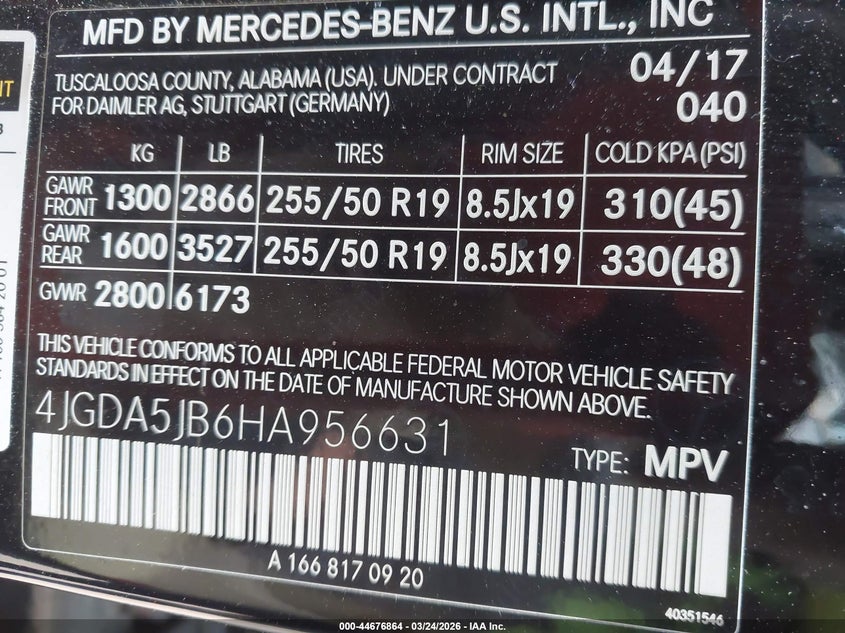 MFD BY MERCEDES-BENZ U.S. INTL., INC
TUSCALOOSA COUNTY, ALABAMA (USA). UNDER CONTRACT
FOR DAIMLER AG, STUTTGART (GERMANY)
04/17
040
KG LB TIRES RIM SIZE COLD KPA (PSI)
GAWR FRONT 1300 2866 255/50 R19 8.5Jx19 310(45)
GAWR REAR 1600 3527 255/50 R19 8.5Jx19 330(48)
GVWR 2800 6173
THIS VEHICLE CONFORMS TO ALL APPLICABLE FEDERAL MOTOR VEHICLE SAFETY
STANDARDS IN EFFECT ON THE DATE OF MANUFACTURE SHOWN ABOVE.
4JGDA5JB6HA956631
TYPE: MPV
A 166 817 09 20
40351546
000-44676864 - 03/24/2026 - IAA Inc.